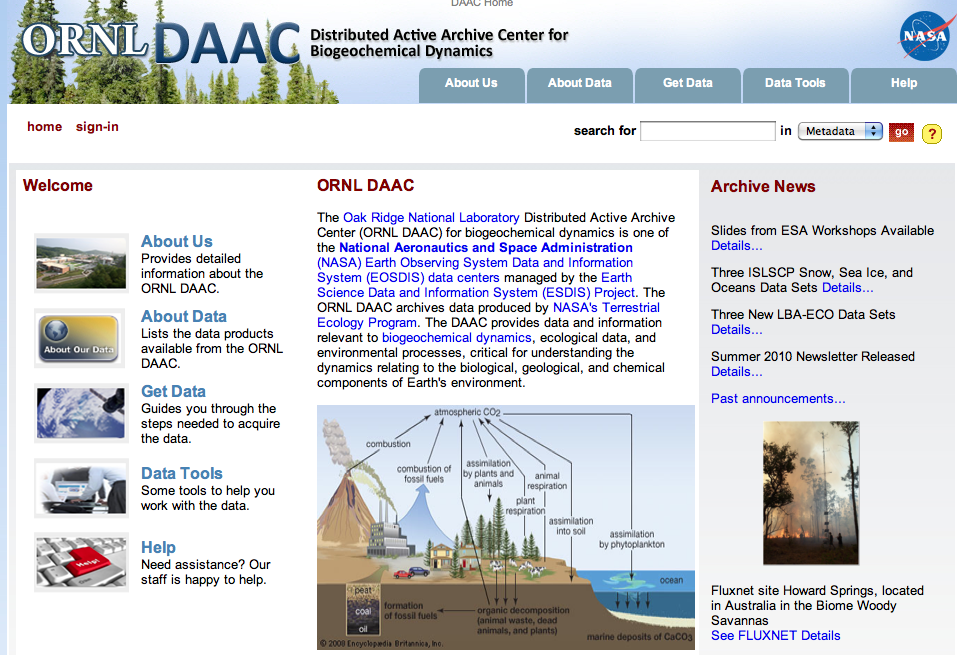 DAAC Home
ORNL DAAC
Distributed Active Archive Center for
Biogeochemical Dynamics
NASA
About Us
About Data
Get Data
Data Tools
Help
home sign-in
search for
in
Metadata
go
?
Welcome
About Us
Provides detailed
information about the
ORNL DAAC.
About Our Data
About Data
Lists the data products
available from the ORNL
DAAC.
Get Data
Guides you through the
steps needed to acquire
the data.
Data Tools
Some tools to help you
work with the data.
Help!
Help
Need assistance? Our
staff is happy to help.
ORNL DAAC
The Oak Ridge National Laboratory Distributed Active Archive
Center (ORNL DAAC) for biogeochemical dynamics is one of
the National Aeronautics and Space Administration
(NASA) Earth Observing System Data and Information
System (EOSDIS) data centers managed by the Earth
Science Data and Information System (ESDIS) Project. The
ORNL DAAC archives data produced by NASA's Terrestrial
Ecology Program. The DAAC provides data and information
relevant to biogeochemical dynamics, ecological data, and
environmental processes, critical for understanding the
dynamics relating to the biological, geological, and chemical
components of Earth's environment.
atmospheric CO2
combustion
combustion of
fossil fuels
assimilation
by plants and
animals
animal
respiration
plant
respiration
assimilation
into soil
assimilation
by phytoplankton
ocean
peat
coal
oil
formation
of fossil fuels
organic decomposition
(animal waste, dead
animals, and plants)
marine deposits of CaCO3
© 2008 Encyclopædia Britannica, Inc.
Archive News
Slides from ESA Workshops Available
Details...
Three ISLSCP Snow, Sea Ice, and
Oceans Data Sets Details...
Three New LBA-ECO Data Sets
Details...
Summer 2010 Newsletter Released
Details...
Past announcements...
Fluxnet site Howard Springs, located
in Australia in the Biome Woody
Savannas
See FLUXNET Details